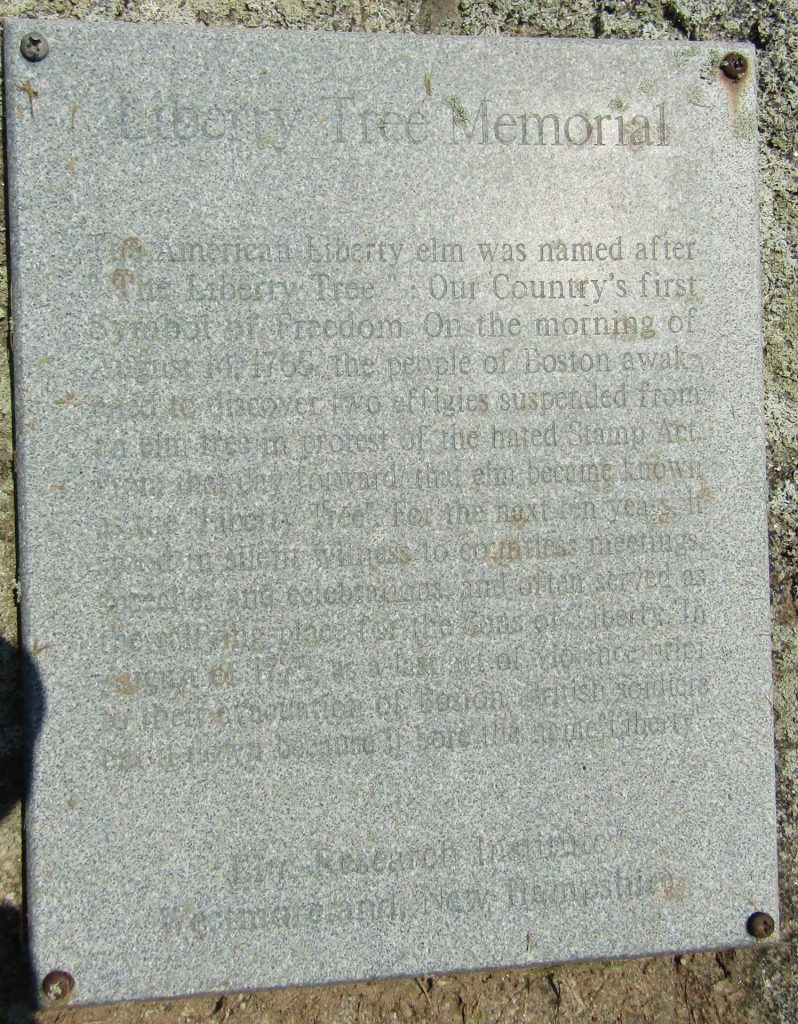 Liberty Tree Memorial
The American Liberty elm was named after
"The Liberty Tree" : Our Country's first
Symbol of Freedom. On the morning of
August 14, 1765, the people of Boston awak-
ened to discover two effigies suspended from
an elm tree in protest of the hated Stamp Act.
From that day forward, that elm became known
as the "Liberty Tree". For the next ten years, it
stood in silent witness to countless meetings,
speeches and celebrations, and often served as
the rallying place for the Sons of Liberty. In
August of 1775, as a last act of violence prior
to their evacuation of Boston, British soldiers
cut it down because it bore the name "Liberty".
Elm Research Institute
Westmoreland, New Hampshire